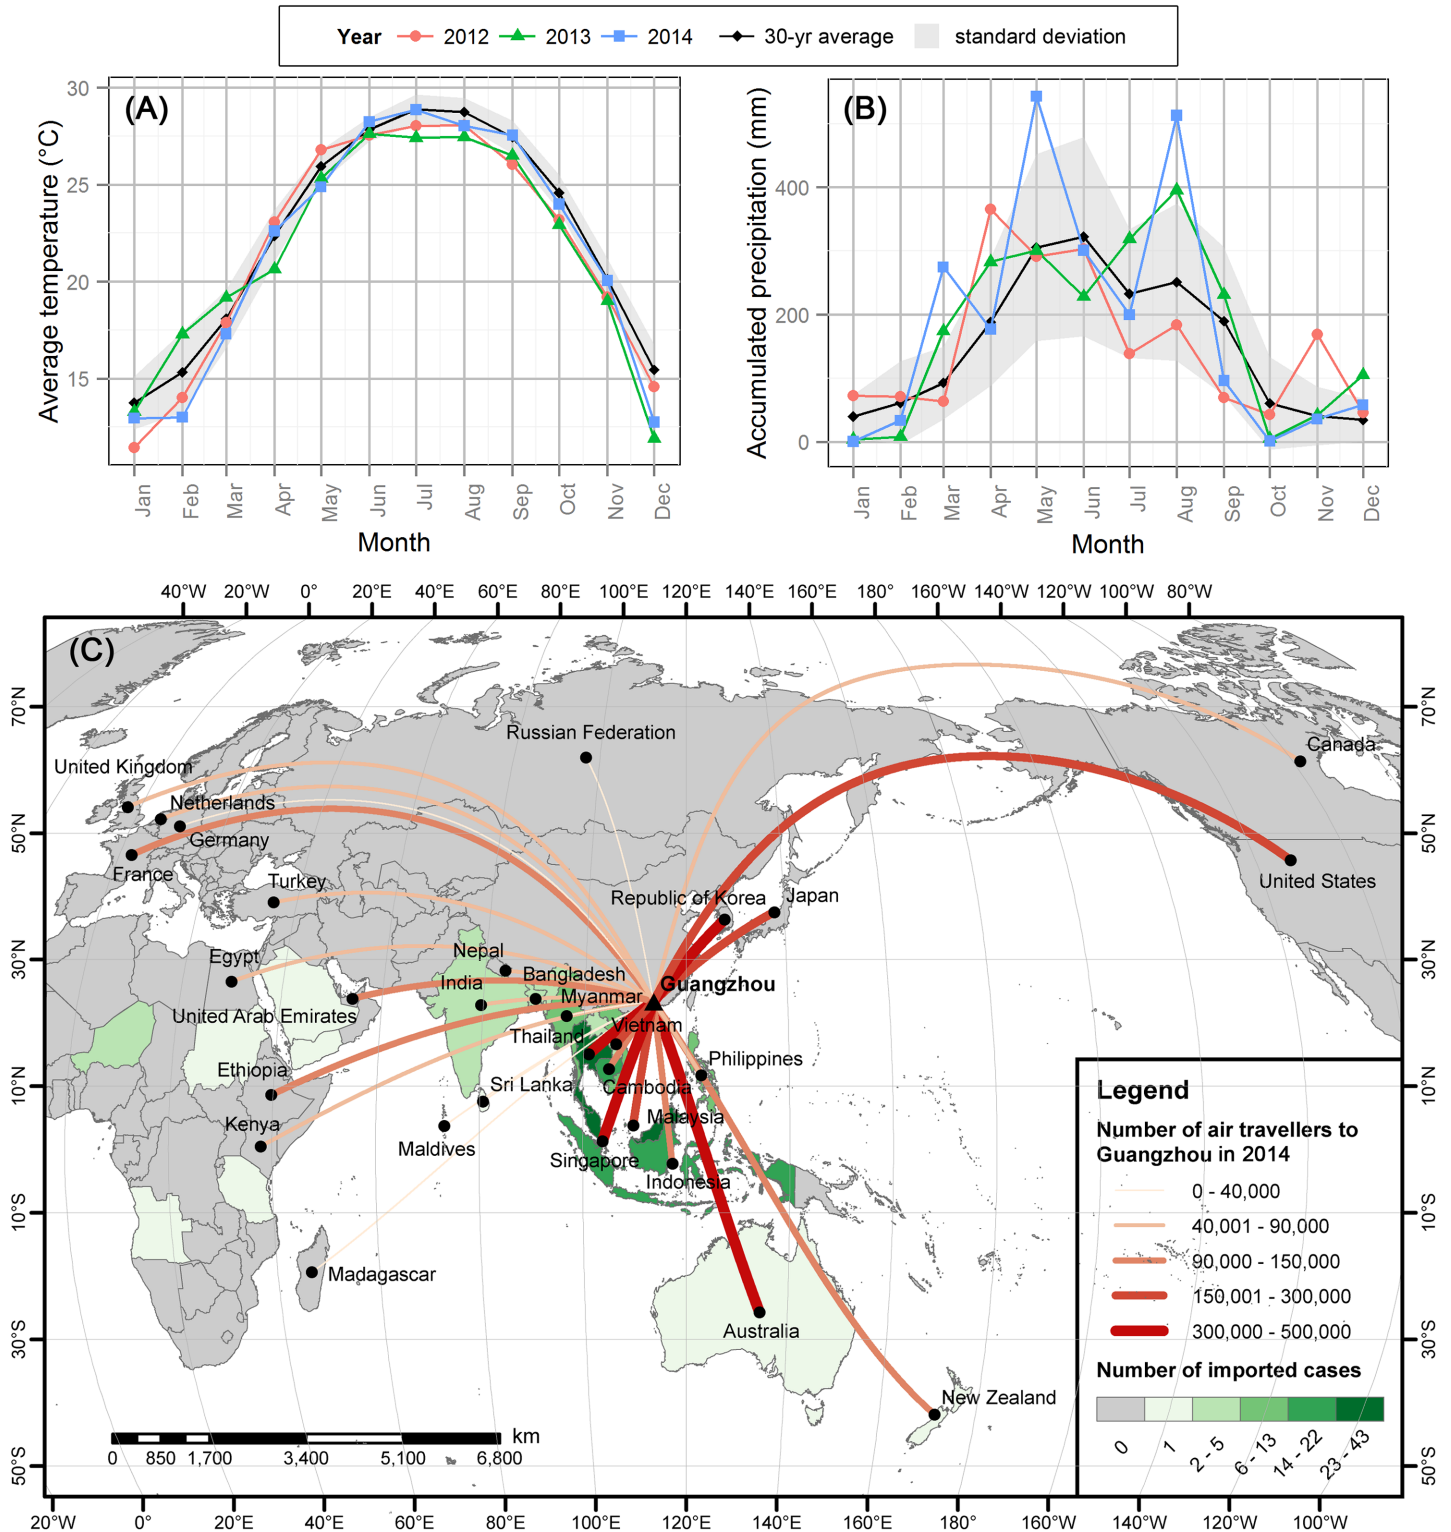 Year 2012 2013 2014 30-yr average standard deviation
(A)
Average temperature (°C)
30
25
20
15
Jan Feb Mar Apr May Jun Jul Aug Sep Oct Nov Dec
Month
(B)
Accumulated precipitation (mm)
400
200
0
Jan Feb Mar Apr May Jun Jul Aug Sep Oct Nov Dec
Month
40°W 20°W 0° 20°E 40°E 60°E 80°E 100°E 120°E 140°E 160°E 180° 160°W 140°W 120°W 100°W 80°W
(C)
70°N 70°N
50°N 50°N
30°N 30°N
10°N 10°N
10°S 10°S
30°S 30°S
50°S 50°S
Russian Federation
Canada
United Kingdom
Netherlands
Germany
France
Turkey
United States
Republic of Korea
Japan
Egypt
Nepal
India
Bangladesh
Guangzhou
Myanmar
United Arab Emirates
Vietnam
Thailand
Philippines
Ethiopia
Sri Lanka
Cambodia
Kenya
Malaysia
Maldives
Singapore
Indonesia
Madagascar
Australia
New Zealand
Legend
Number of air travellers to
Guangzhou in 2014
0 - 40,000
40,001 - 90,000
90,000 - 150,000
150,001 - 300,000
300,000 - 500,000
Number of imported cases
0 1 2 - 5 6 - 13 14 - 22 23 - 43
km
0 850 1,700 3,400 5,100 6,800
20°W 0° 20°E 40°E 60°E 80°E 100°E 120°E 140°E 160°E 180° 160°W 140°W 120°W 100°W